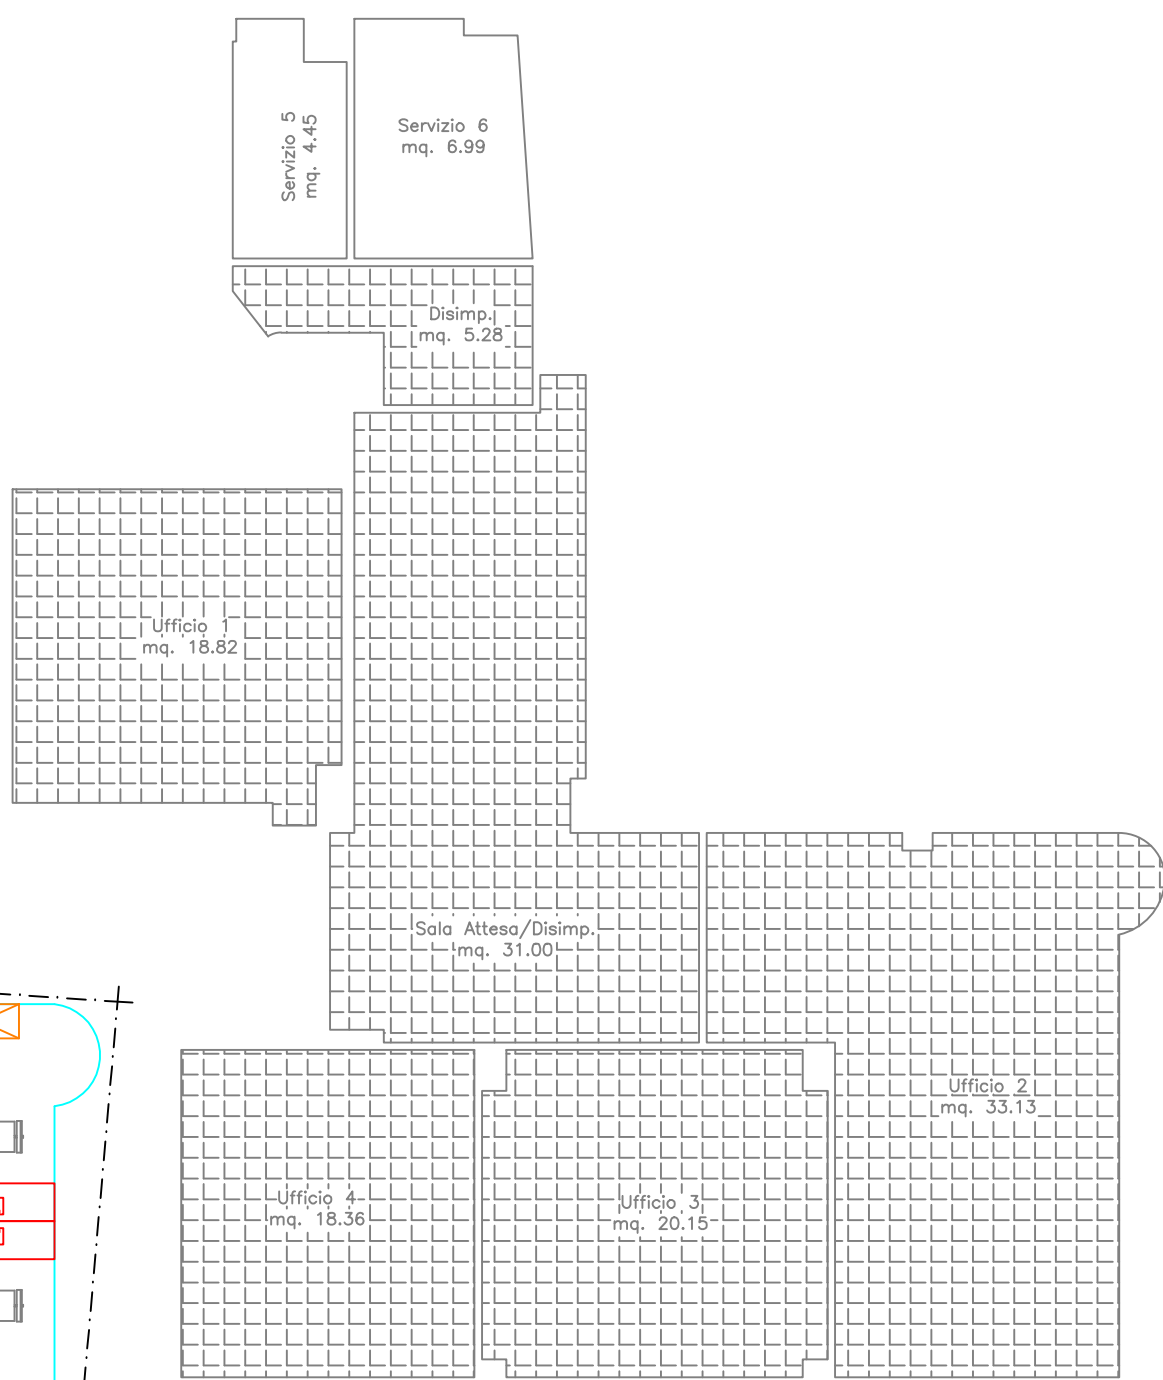 Servizio 5
mq. 4.45
Servizio 6
mq. 6.99
Disimp.
mq. 5.28
Ufficio 1
mq. 18.82
Sala Attesa/Disimp.
mq. 31.00
Ufficio 2
mq. 33.13
Ufficio 4
mq. 18.36
Ufficio 3
mq. 20.15